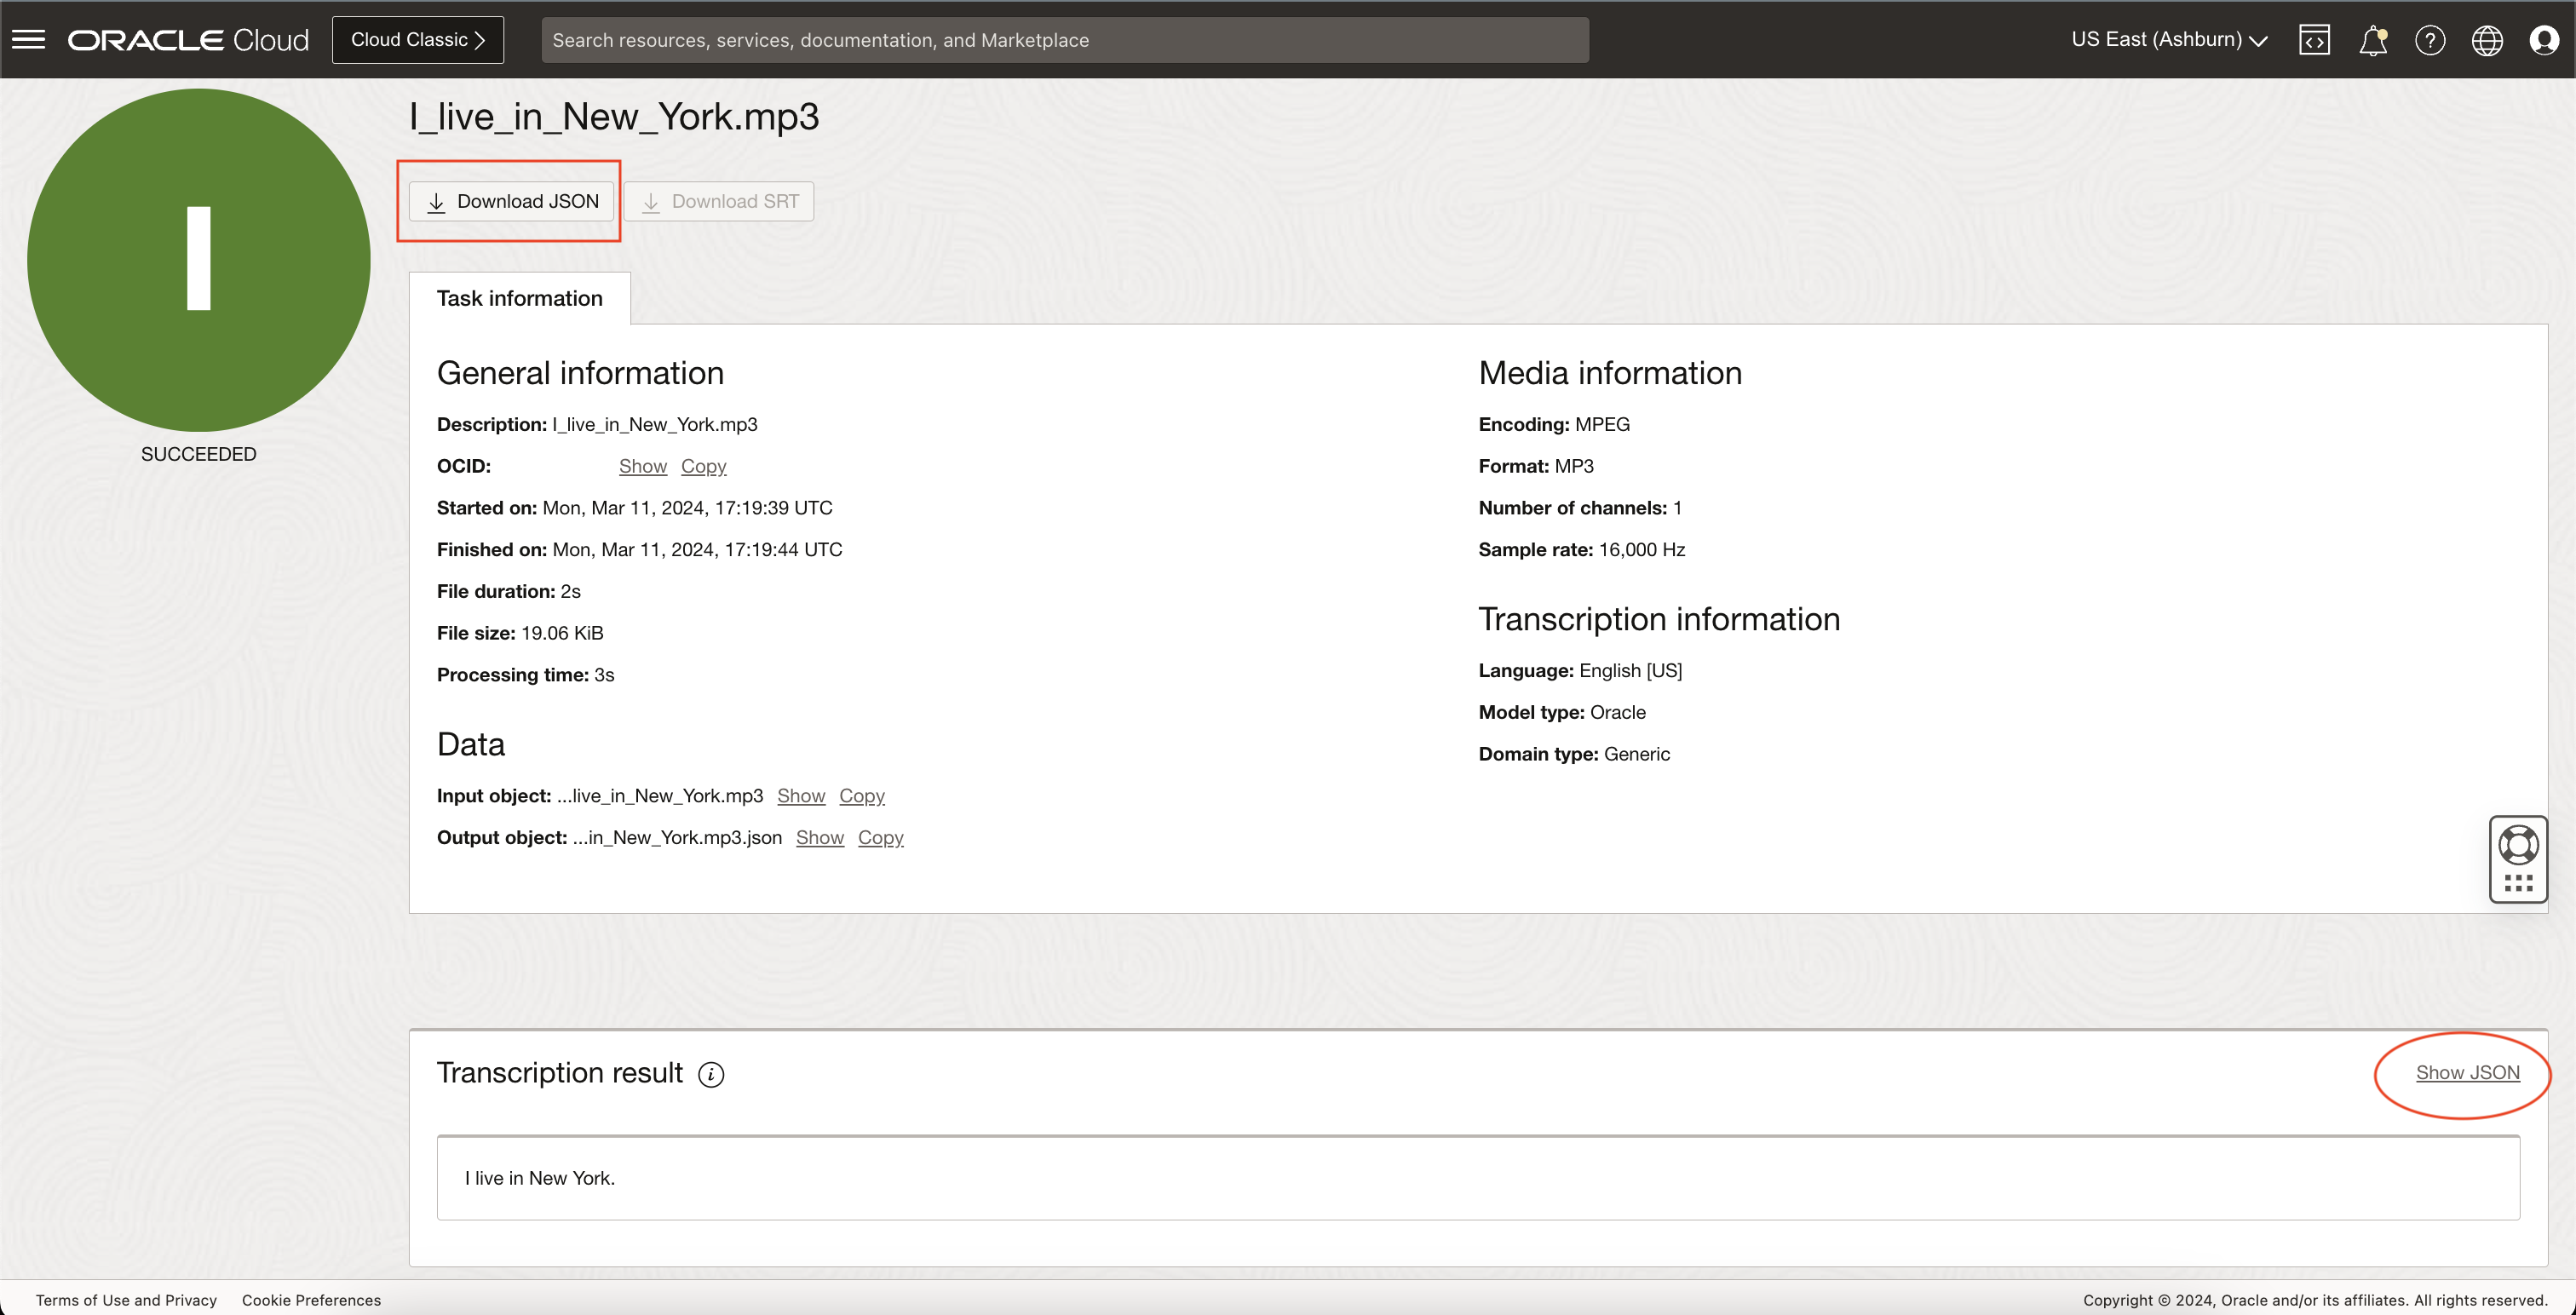 ORACLE Cloud
Cloud Classic
Search resources, services, documentation, and Marketplace
US East (Ashburn)
I_live_in_New_York.mp3
Download JSON
Download SRT
I
SUCCEEDED
Task information
General information
Description: I_live_in_New_York.mp3
OCID: Show Copy
Started on: Mon, Mar 11, 2024, 17:19:39 UTC
Finished on: Mon, Mar 11, 2024, 17:19:44 UTC
File duration: 2s
File size: 19.06 KiB
Processing time: 3s
Data
Input object: ...live_in_New_York.mp3 Show Copy
Output object: ...in_New_York.mp3.json Show Copy
Media information
Encoding: MPEG
Format: MP3
Number of channels: 1
Sample rate: 16,000 Hz
Transcription information
Language: English [US]
Model type: Oracle
Domain type: Generic
Transcription result
Show JSON
I live in New York.
Terms of Use and Privacy
Cookie Preferences
Copyright © 2024, Oracle and/or its affiliates. All rights reserved.